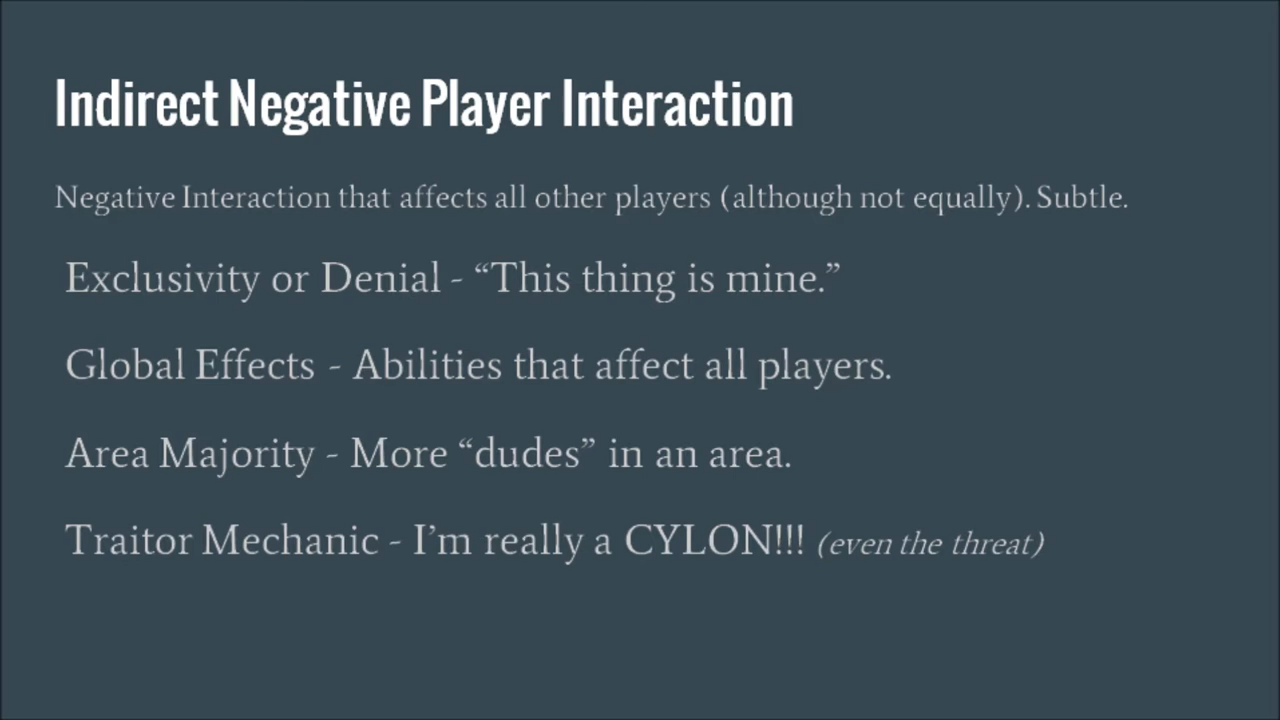 Indirect Negative Player Interaction
Negative Interaction that affects all other players (although not equally). Subtle.
Exclusivity or Denial - “This thing is mine.”
Global Effects - Abilities that affect all players.
Area Majority - More “dudes” in an area.
Traitor Mechanic - I’m really a CYLON!!! (even the threat)